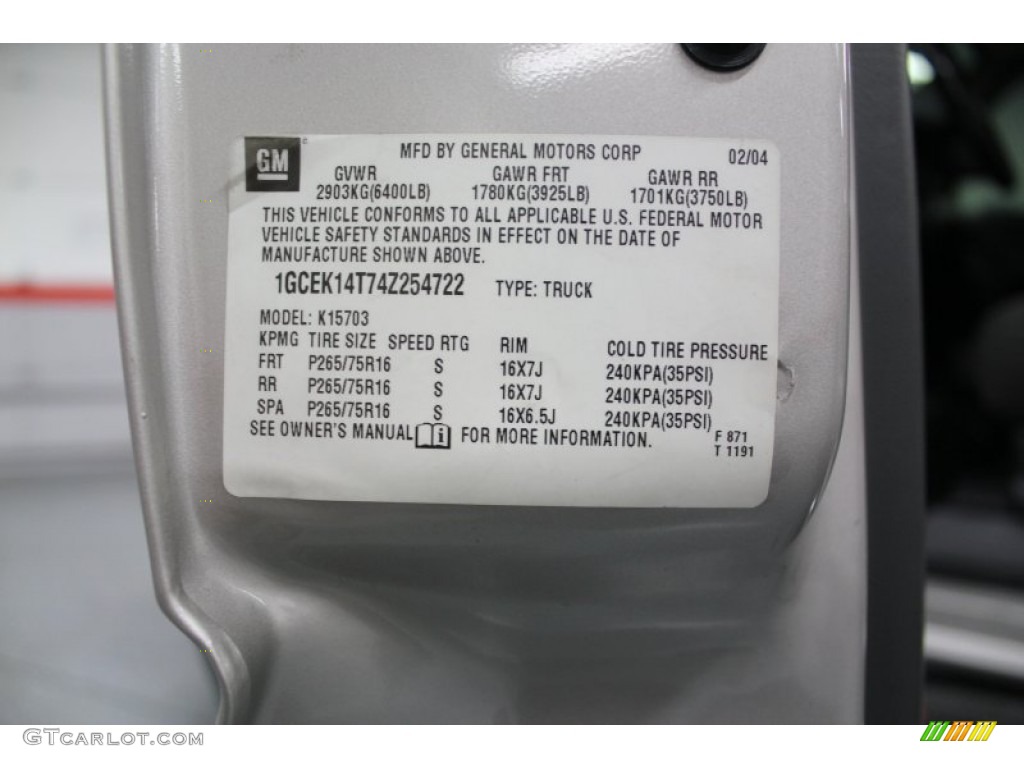 GM
MFD BY GENERAL MOTORS CORP 02/04
GVWR GAWR FRT GAWR RR
2903KG(6400LB) 1780KG(3925LB) 1701KG(3750LB)
THIS VEHICLE CONFORMS TO ALL APPLICABLE U.S. FEDERAL MOTOR
VEHICLE SAFETY STANDARDS IN EFFECT ON THE DATE OF
MANUFACTURE SHOWN ABOVE.
1GCEK14T74Z254722 TYPE: TRUCK
MODEL: K15703
KPMG TIRE SIZE SPEED RTG RIM COLD TIRE PRESSURE
FRT P265/75R16 S 16X7J 240KPA(35PSI)
RR P265/75R16 S 16X7J 240KPA(35PSI)
SPA P265/75R16 S 16X6.5J 240KPA(35PSI)
SEE OWNER'S MANUAL i FOR MORE INFORMATION.
F 871
T 1191
GTCarlot.com